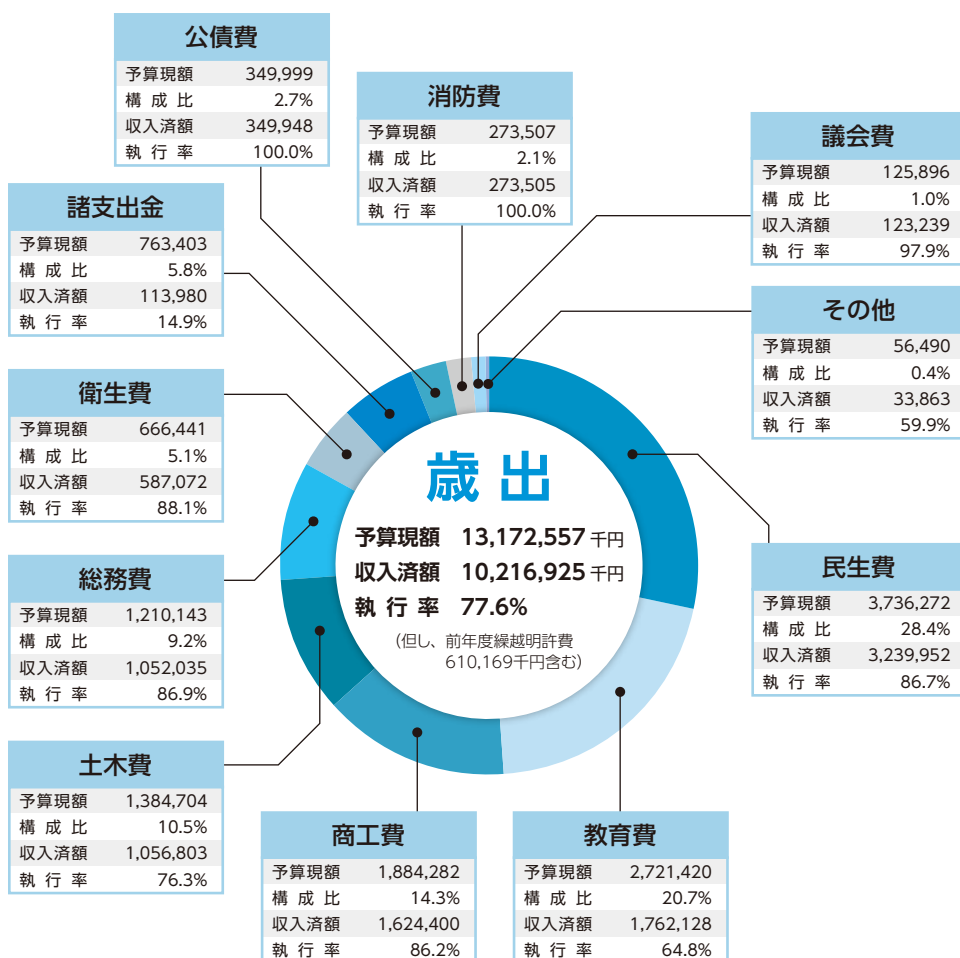 公債費
予算現額 349,999
構成比 2.7%
収入済額 349,948
執行率 100.0%
消防費
予算現額 273,507
構成比 2.1%
収入済額 273,505
執行率 100.0%
議会費
予算現額 125,896
構成比 1.0%
収入済額 123,239
執行率 97.9%
諸支出金
予算現額 763,403
構成比 5.8%
収入済額 113,980
執行率 14.9%
その他
予算現額 56,490
構成比 0.4%
収入済額 33,863
執行率 59.9%
衛生費
予算現額 666,441
構成比 5.1%
収入済額 587,072
執行率 88.1%
歳出
予算現額 13,172,557千円
収入済額 10,216,925千円
執行率 77.6%
(但し、前年度繰越明許費
610,169千円含む)
総務費
予算現額 1,210,143
構成比 9.2%
収入済額 1,052,035
執行率 86.9%
民生費
予算現額 3,736,272
構成比 28.4%
収入済額 3,239,952
執行率 86.7%
土木費
予算現額 1,384,704
構成比 10.5%
収入済額 1,056,803
執行率 76.3%
商工費
予算現額 1,884,282
構成比 14.3%
収入済額 1,624,400
執行率 86.2%
教育費
予算現額 2,721,420
構成比 20.7%
収入済額 1,762,128
執行率 64.8%